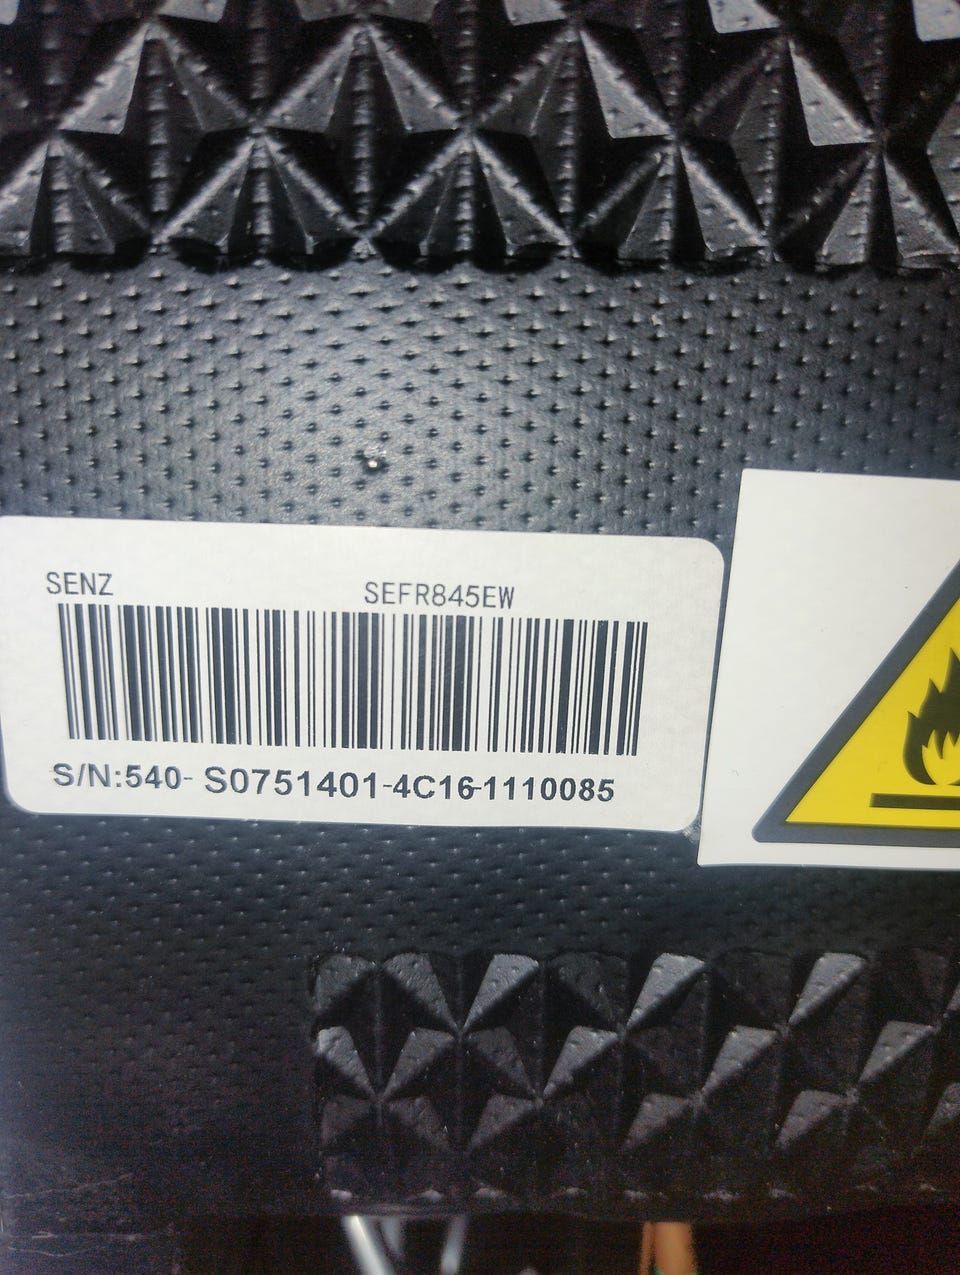 SENZ SEFR845EW
S/N:540- S0751401-4C16-1110085